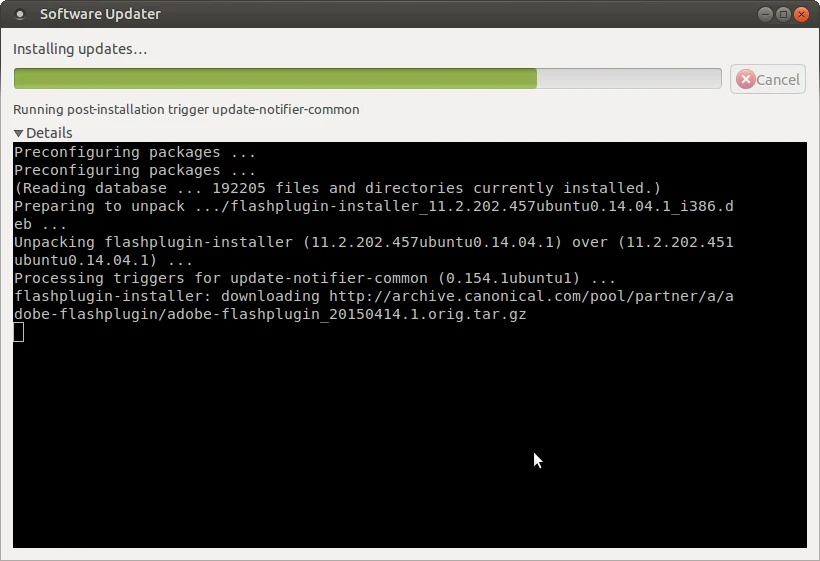 Software Updater
Installing updates...
Cancel
Running post-installation trigger update-notifier-common
Details
Preconfiguring packages ...
Preconfiguring packages ...
(Reading database ... 192205 files and directories currently installed.)
Preparing to unpack .../flashplugin-installer_11.2.202.457ubuntu0.14.04.1_i386.d
eb ...
Unpacking flashplugin-installer (11.2.202.457ubuntu0.14.04.1) over (11.2.202.451
ubuntu0.14.04.1) ...
Processing triggers for update-notifier-common (0.154.1ubuntu1) ...
flashplugin-installer: downloading http://archive.canonical.com/pool/partner/a/a
dobe-flashplugin/adobe-flashplugin_20150414.1.orig.tar.gz